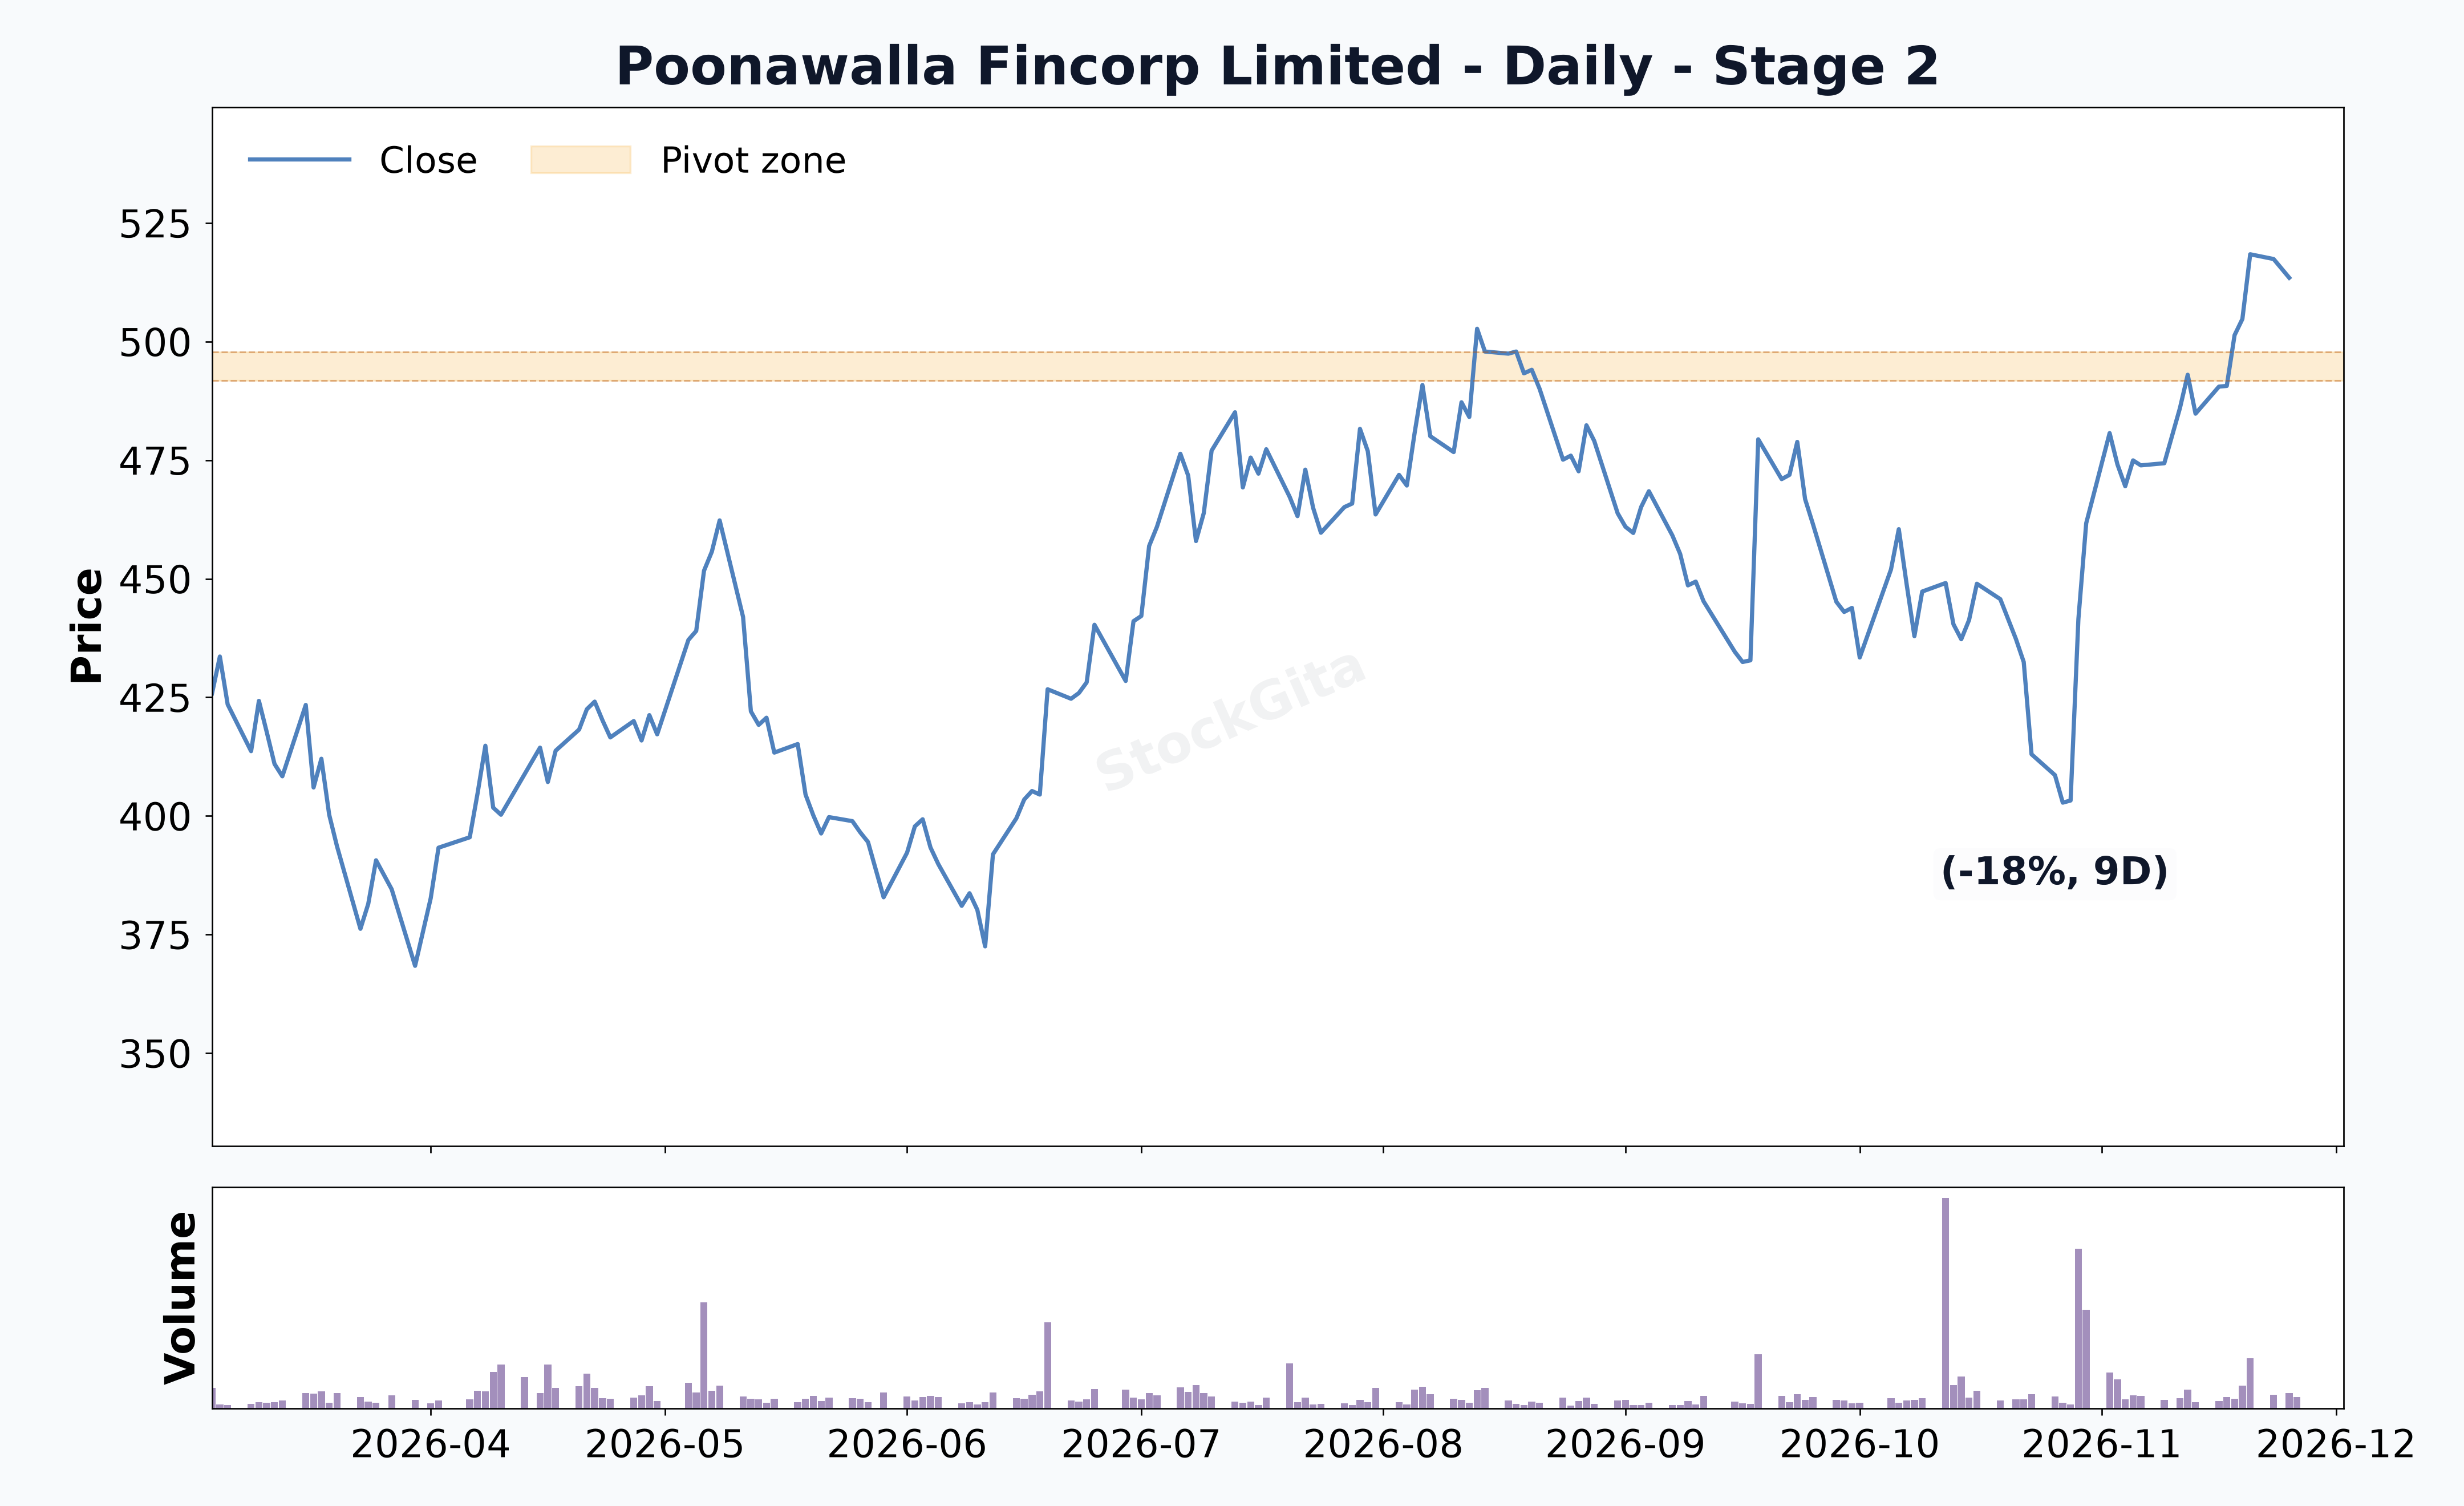 Poonawalla Fincorp Limited - Daily - Stage 2
Close
Pivot zone
Price
525
500
475
450
425
400
375
350
StockGita
(-18%, 9D)
Volume
2026-04
2026-05
2026-06
2026-07
2026-08
2026-09
2026-10
2026-11
2026-12